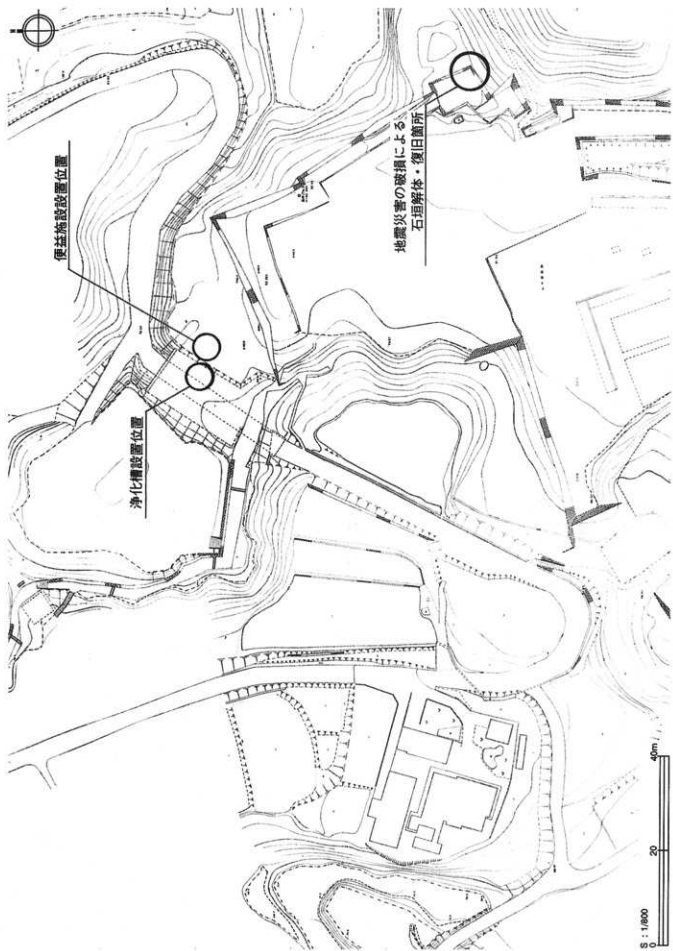 便益施設設置位置
浄化槽設置位置
地震災害の破損による
石垣解体・復旧箇所
S : 1/800
0 20 40m